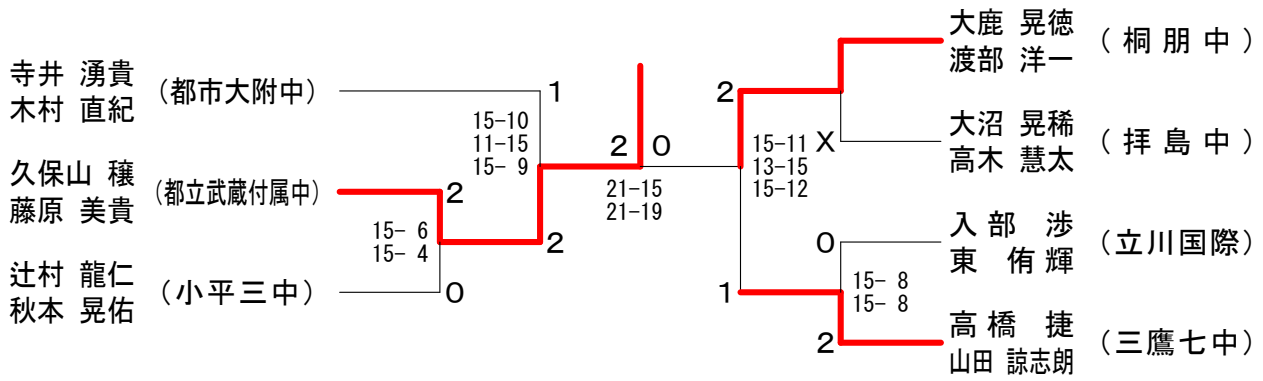 寺井 湧貴
木村 直紀
(都市大附中)
久保山 穣
藤原 美貴
(都立武蔵付属中)
辻村 龍仁
秋本 晃佑
(小平三中)
1
15-10
11-15
15- 9
2
15- 6
15- 4
0
2
2
0
21-15
21-19
2
15-11
13-15
15-12
1
X
0
15- 8
15- 8
2
大鹿 晃徳
渡部 洋一
(桐朋中)
大沼 晃稀
高木 慧太
(拝島中)
入部 渉
東 侑輝
(立川国際)
高橋 捷
山田 諒志朗
(三鷹七中)